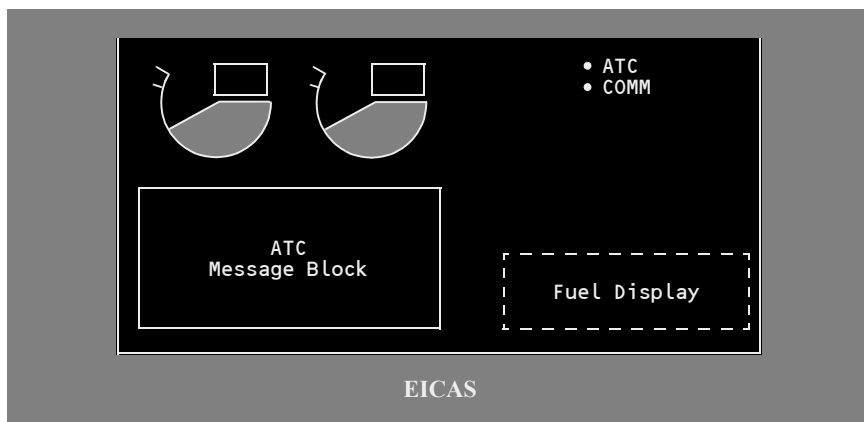 • ATC
• COMM
ATC
Message Block
Fuel Display
EICAS